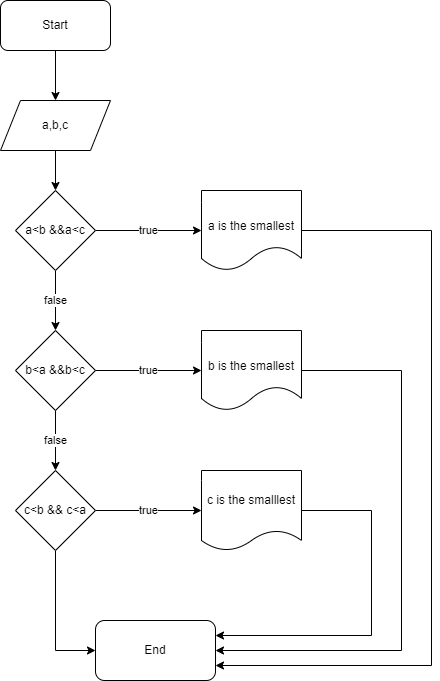 Start
a,b,c
a<b &&a<c
true
a is the smallest
false
b<a &&b<c
true
b is the smallest
false
c<b && c<a
true
c is the smalllest
End